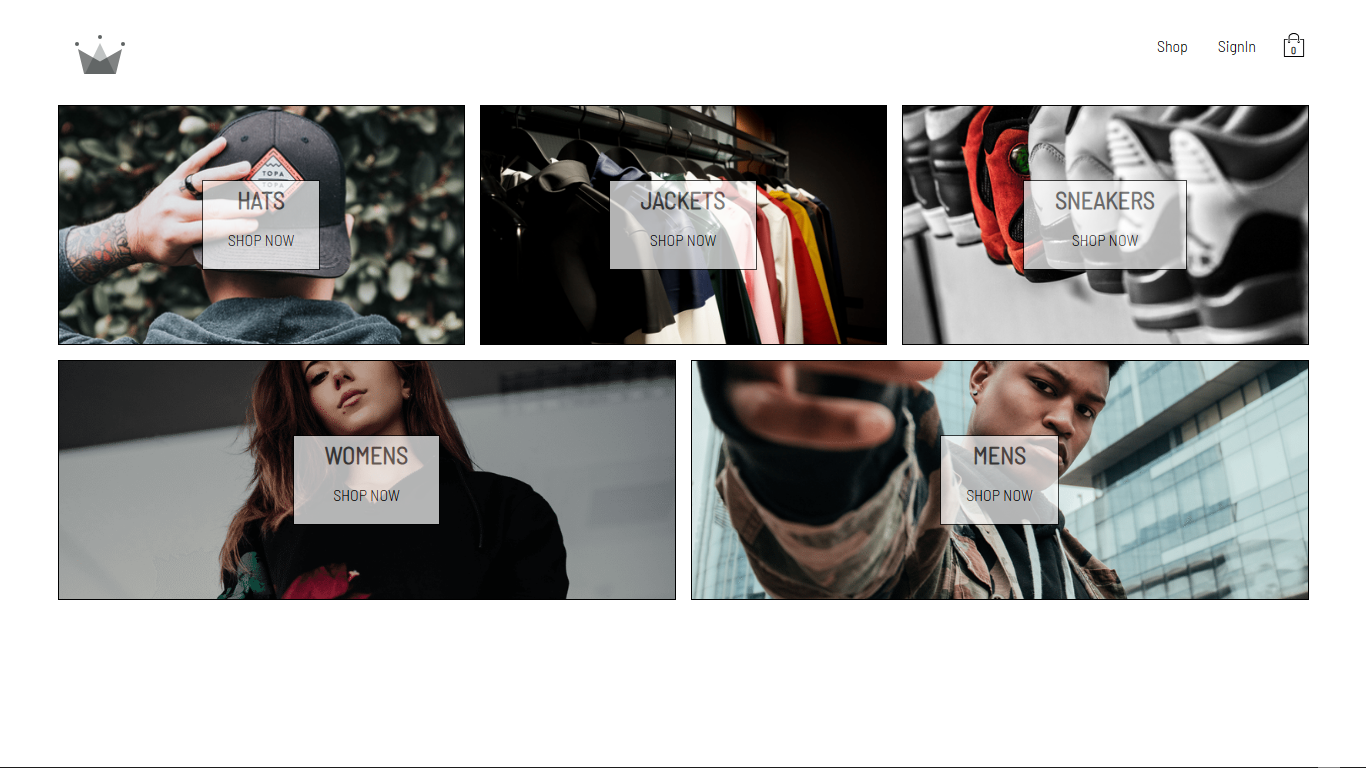 Shop
SignIn
0
TOPA
TOPA
HATS
SHOP NOW
JACKETS
SHOP NOW
SNEAKERS
SHOP NOW
WOMENS
SHOP NOW
MENS
SHOP NOW